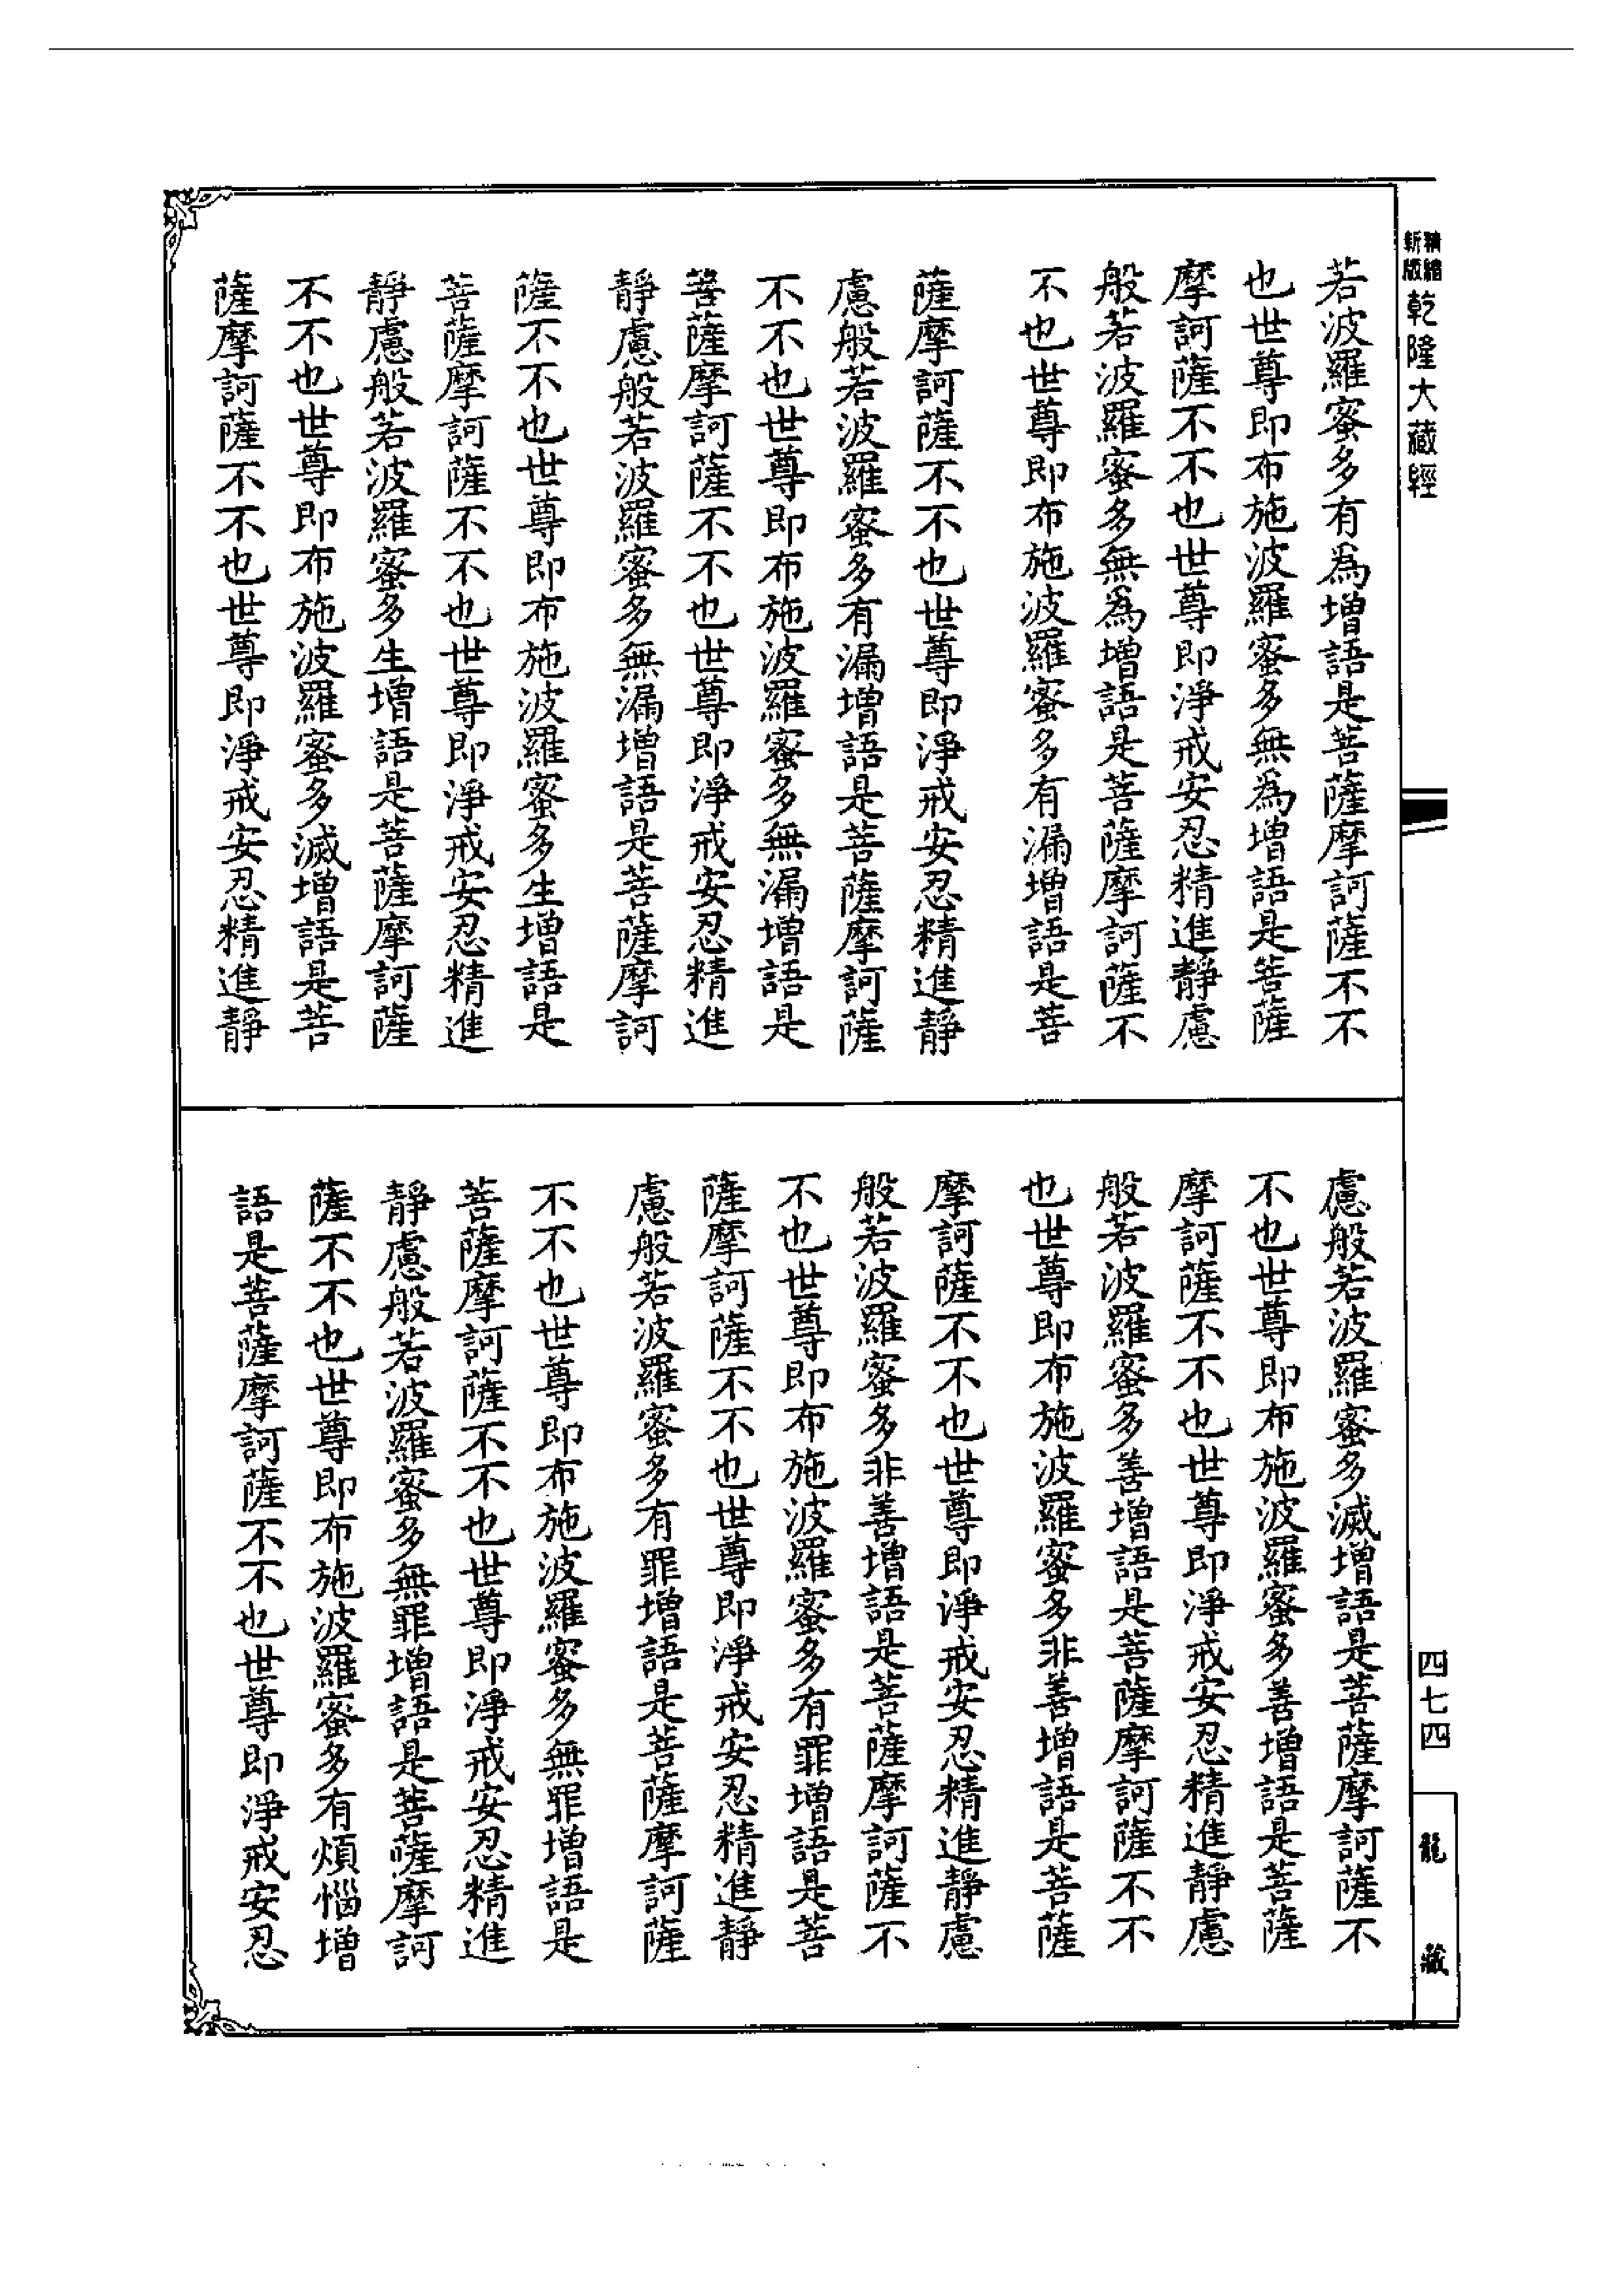 精縮
新版
乾隆大藏經
若波羅蜜多有為增語是菩薩摩訶薩不不
也世尊即布施波羅蜜多無為增語是菩薩
摩訶薩不不也世尊即淨戒安忍精進靜慮
般若波羅蜜多無為增語是菩薩摩訶薩不
不也世尊即布施波羅蜜多有漏增語是菩
薩摩訶薩不不也世尊即淨戒安忍精進靜
慮般若波羅蜜多有漏增語是菩薩摩訶薩
不不也世尊即布施波羅蜜多無漏增語是
菩薩摩訶薩不不也世尊即淨戒安忍精進
靜慮般若波羅蜜多無漏增語是菩薩摩訶
薩不不也世尊即布施波羅蜜多生增語是
菩薩摩訶薩不不也世尊即淨戒安忍精進
靜慮般若波羅蜜多生增語是菩薩摩訶薩
不不也世尊即布施波羅蜜多滅增語是菩
薩摩訶薩不不也世尊即淨戒安忍精進靜
慮般若波羅蜜多滅增語是菩薩摩訶薩不
不也世尊即布施波羅蜜多善增語是菩薩
摩訶薩不不也世尊即淨戒安忍精進靜慮
般若波羅蜜多善增語是菩薩摩訶薩不不
也世尊即布施波羅蜜多非善增語是菩薩
摩訶薩不不也世尊即淨戒安忍精進靜慮
般若波羅蜜多非善增語是菩薩摩訶薩不
不也世尊即布施波羅蜜多有罪增語是菩
薩摩訶薩不不也世尊即淨戒安忍精進靜
慮般若波羅蜜多有罪增語是菩薩摩訶薩
不不也世尊即布施波羅蜜多無罪增語是
菩薩摩訶薩不不也世尊即淨戒安忍精進
靜慮般若波羅蜜多無罪增語是菩薩摩訶
薩不不也世尊即布施波羅蜜多有煩惱增
語是菩薩摩訶薩不不也世尊即淨戒安忍
四七四
龍藏